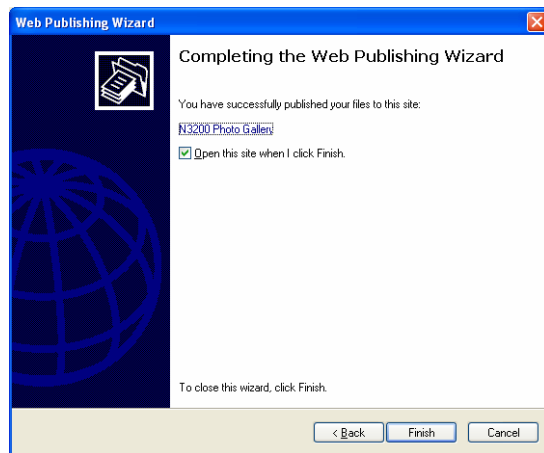 Web Publishing Wizard
Completing the Web Publishing Wizard
You have successfully published your files to this site:
N3200 Photo Gallery
Open this site when I click Finish.
To close this wizard, click Finish.
< Back
Finish
Cancel